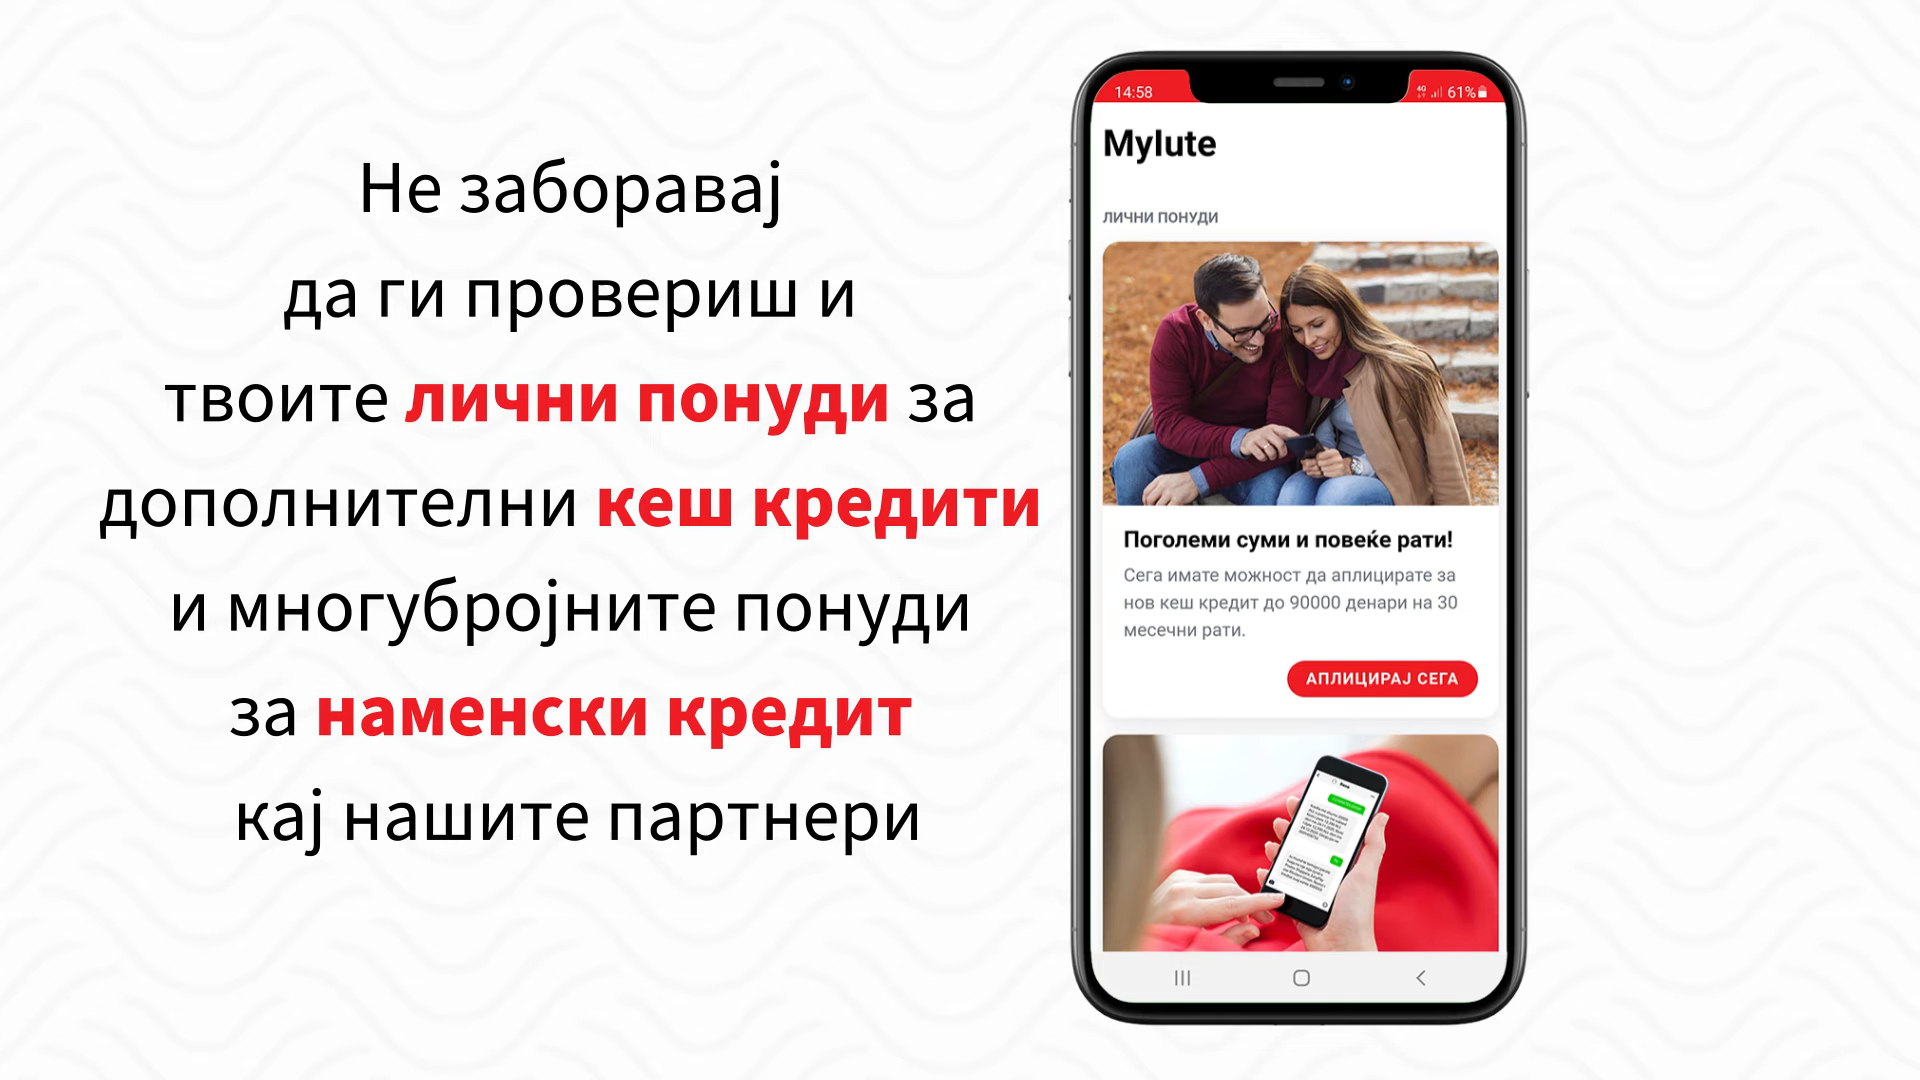 Не заборавај
да ги провериш и
твоите лични понуди за
дополнителни кеш кредити
и многубројните понуди
за наменски кредит
кај нашите партнери
14:58
4G 61%
MyIute
ЛИЧНИ ПОНУДИ
Поголеми суми и повеќе рати!
Сега имате можност да аплицирате за
нов кеш кредит до 90000 денари на 30
месечни рати.
АПЛИЦИРАЈ СЕГА